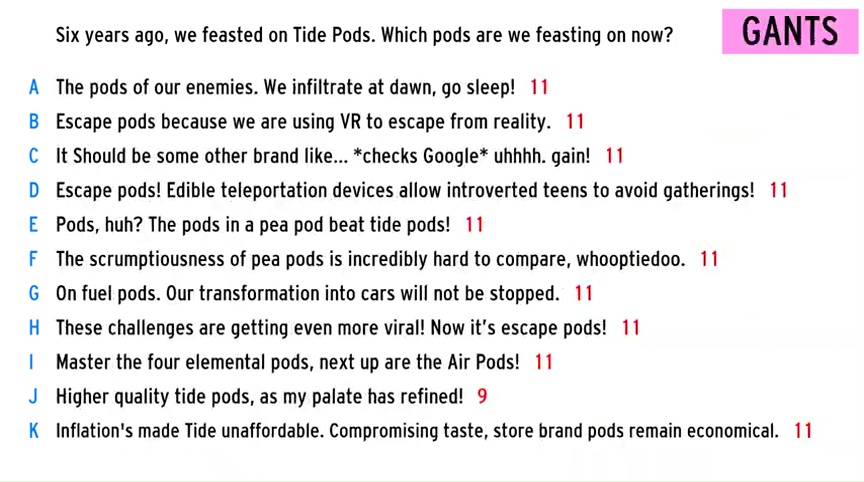 Six years ago, we feasted on Tide Pods. Which pods are we feasting on now?
GANTS
A The pods of our enemies. We infiltrate at dawn, go sleep! 11
B Escape pods because we are using VR to escape from reality. 11
C It Should be some other brand like... *checks Google* uhhhh. gain! 11
D Escape pods! Edible teleportation devices allow introverted teens to avoid gatherings! 11
E Pods, huh? The pods in a pea pod beat tide pods! 11
F The scrumptiousness of pea pods is incredibly hard to compare, whooptiedoo. 11
G On fuel pods. Our transformation into cars will not be stopped. 11
H These challenges are getting even more viral! Now it's escape pods! 11
I Master the four elemental pods, next up are the Air Pods! 11
J Higher quality tide pods, as my palate has refined! 9
K Inflation's made Tide unaffordable. Compromising taste, store brand pods remain economical. 11